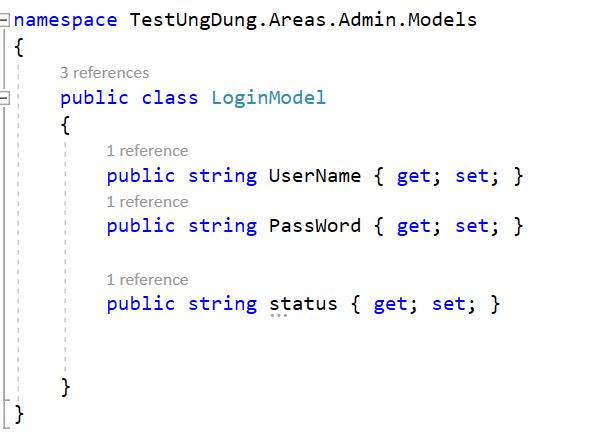 namespace TestUngDung.Areas.Admin.Models
{
3 references
public class LoginModel
{
1 reference
public string UserName { get; set; }
1 reference
public string PassWord { get; set; }
1 reference
public string status { get; set; }
}
}